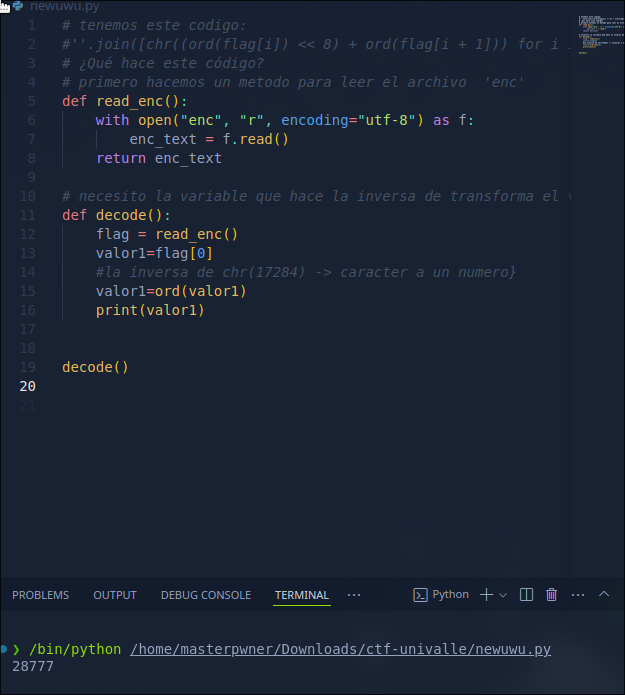 newuwu.py
1 # tenemos este codigo:
2 #''.join([chr((ord(flag[i]) << 8) + ord(flag[i + 1])) for i
3 # ¿Qué hace este código?
4 # primero hacemos un metodo para leer el archivo  'enc'
5 def read_enc():
6     with open("enc", "r", encoding="utf-8") as f:
7         enc_text = f.read()
8     return enc_text
9
10 # necesito la variable que hace la inversa de transforma el
11 def decode():
12     flag = read_enc()
13     valor1=flag[0]
14     #la inversa de chr(17284) -> caracter a un numero}
15     valor1=ord(valor1)
16     print(valor1)
17
18
19 decode()
20
21
PROBLEMS OUTPUT DEBUG CONSOLE TERMINAL ··· Python
❯ /bin/python /home/masterpwner/Downloads/ctf-univalle/newuwu.py
28777